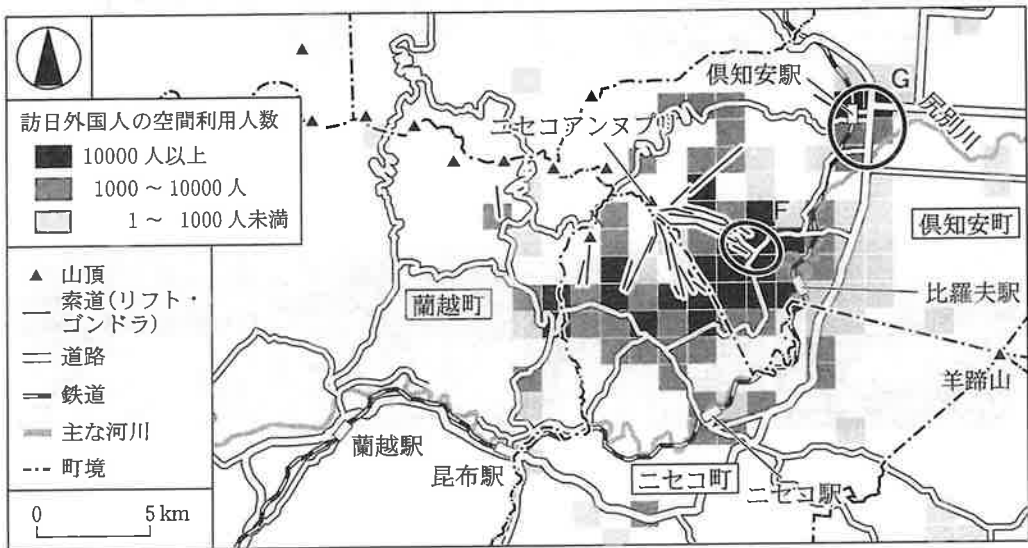 訪日外国人の空間利用人数
10000 人以上
1000 ～ 10000 人
1 ～ 1000 人未満
▲ 山頂
索道(リフト・
ゴンドラ)
道路
鉄道
主な河川
町境
0 5 km
倶知安駅
G
尻別川
ニセコアンヌプリ
F
倶知安町
蘭越町
比羅夫駅
羊蹄山
蘭越駅
昆布駅
ニセコ町
ニセコ駅